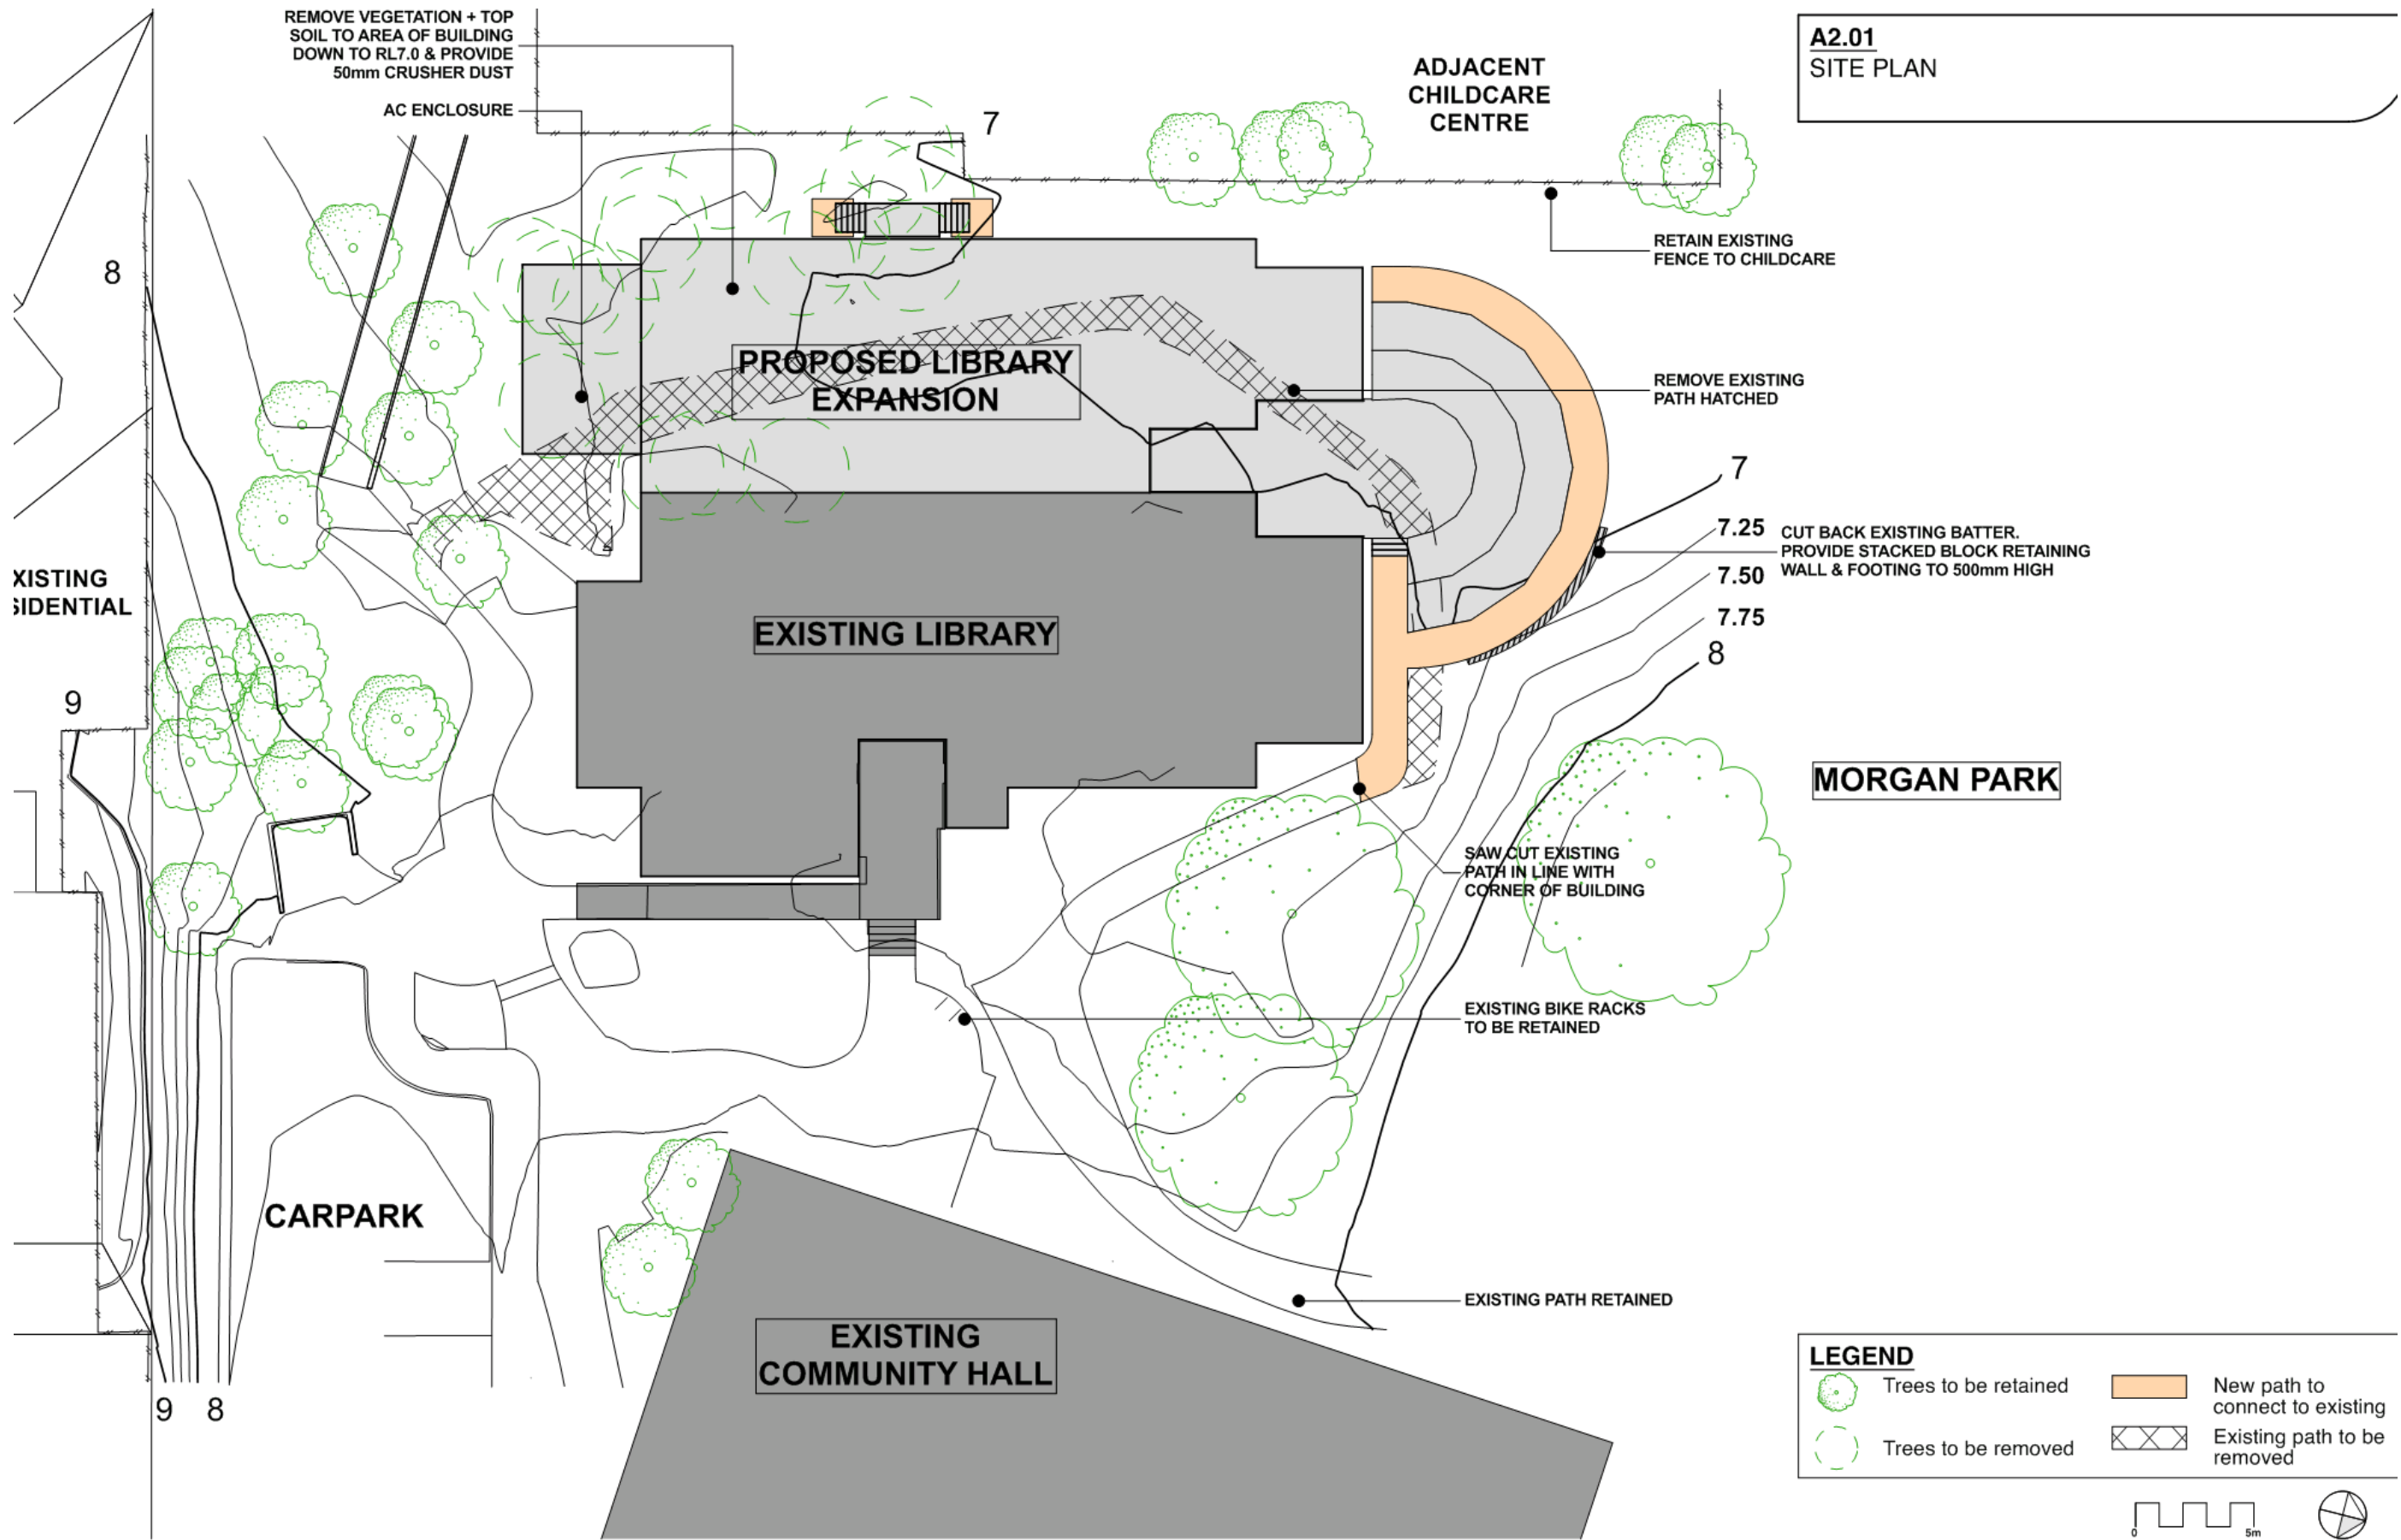 REMOVE VEGETATION + TOP
SOIL TO AREA OF BUILDING
DOWN TO RL7.0 & PROVIDE
50mm CRUSHER DUST
AC ENCLOSURE
ADJACENT
CHILDCARE
CENTRE
A2.01
SITE PLAN
7
8
RETAIN EXISTING
FENCE TO CHILDCARE
PROPOSED LIBRARY
EXPANSION
REMOVE EXISTING
PATH HATCHED
7
7.25
CUT BACK EXISTING BATTER.
PROVIDE STACKED BLOCK RETAINING
WALL & FOOTING TO 500mm HIGH
7.50
7.75
8
XISTING
SIDENTIAL
EXISTING LIBRARY
9
MORGAN PARK
SAW CUT EXISTING
PATH IN LINE WITH
CORNER OF BUILDING
EXISTING BIKE RACKS
TO BE RETAINED
CARPARK
EXISTING PATH RETAINED
EXISTING
COMMUNITY HALL
9
8
LEGEND
Trees to be retained
New path to
connect to existing
Trees to be removed
Existing path to be
removed
0
5m